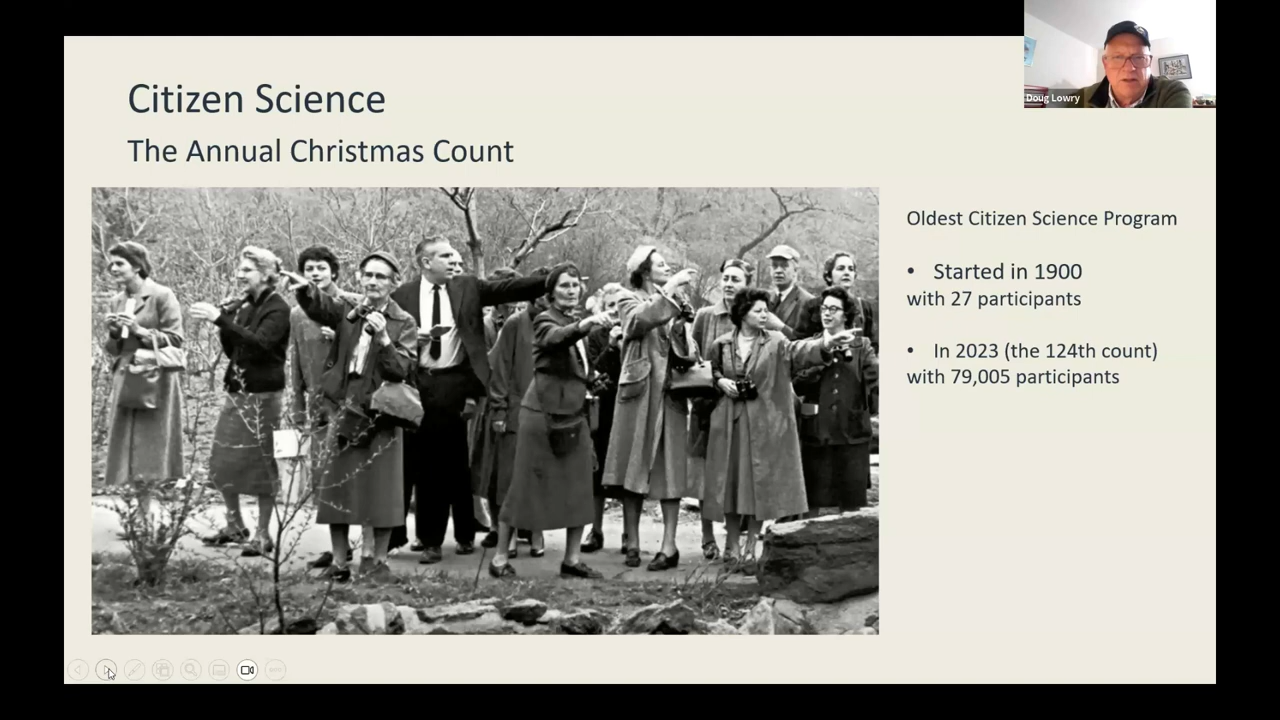 Citizen Science
The Annual Christmas Count
Doug Lowry
Oldest Citizen Science Program
• Started in 1900
with 27 participants
• In 2023 (the 124th count)
with 79,005 participants